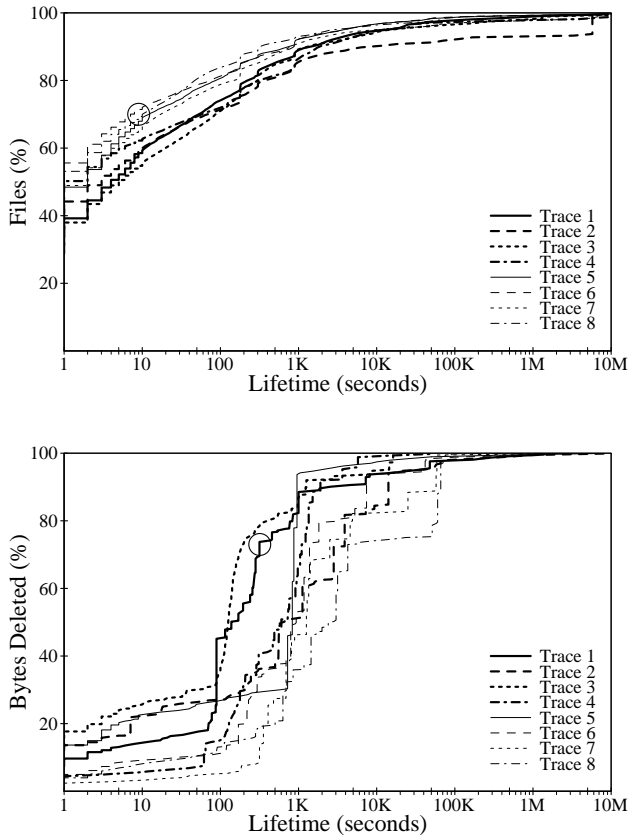 Files (%)
100
80
60
40
20
Trace 1
Trace 2
Trace 3
Trace 4
Trace 5
Trace 6
Trace 7
Trace 8
1 10 100 1K 10K 100K 1M 10M
Lifetime (seconds)
Bytes Deleted (%)
100
80
60
40
20
Trace 1
Trace 2
Trace 3
Trace 4
Trace 5
Trace 6
Trace 7
Trace 8
1 10 100 1K 10K 100K 1M 10M
Lifetime (seconds)